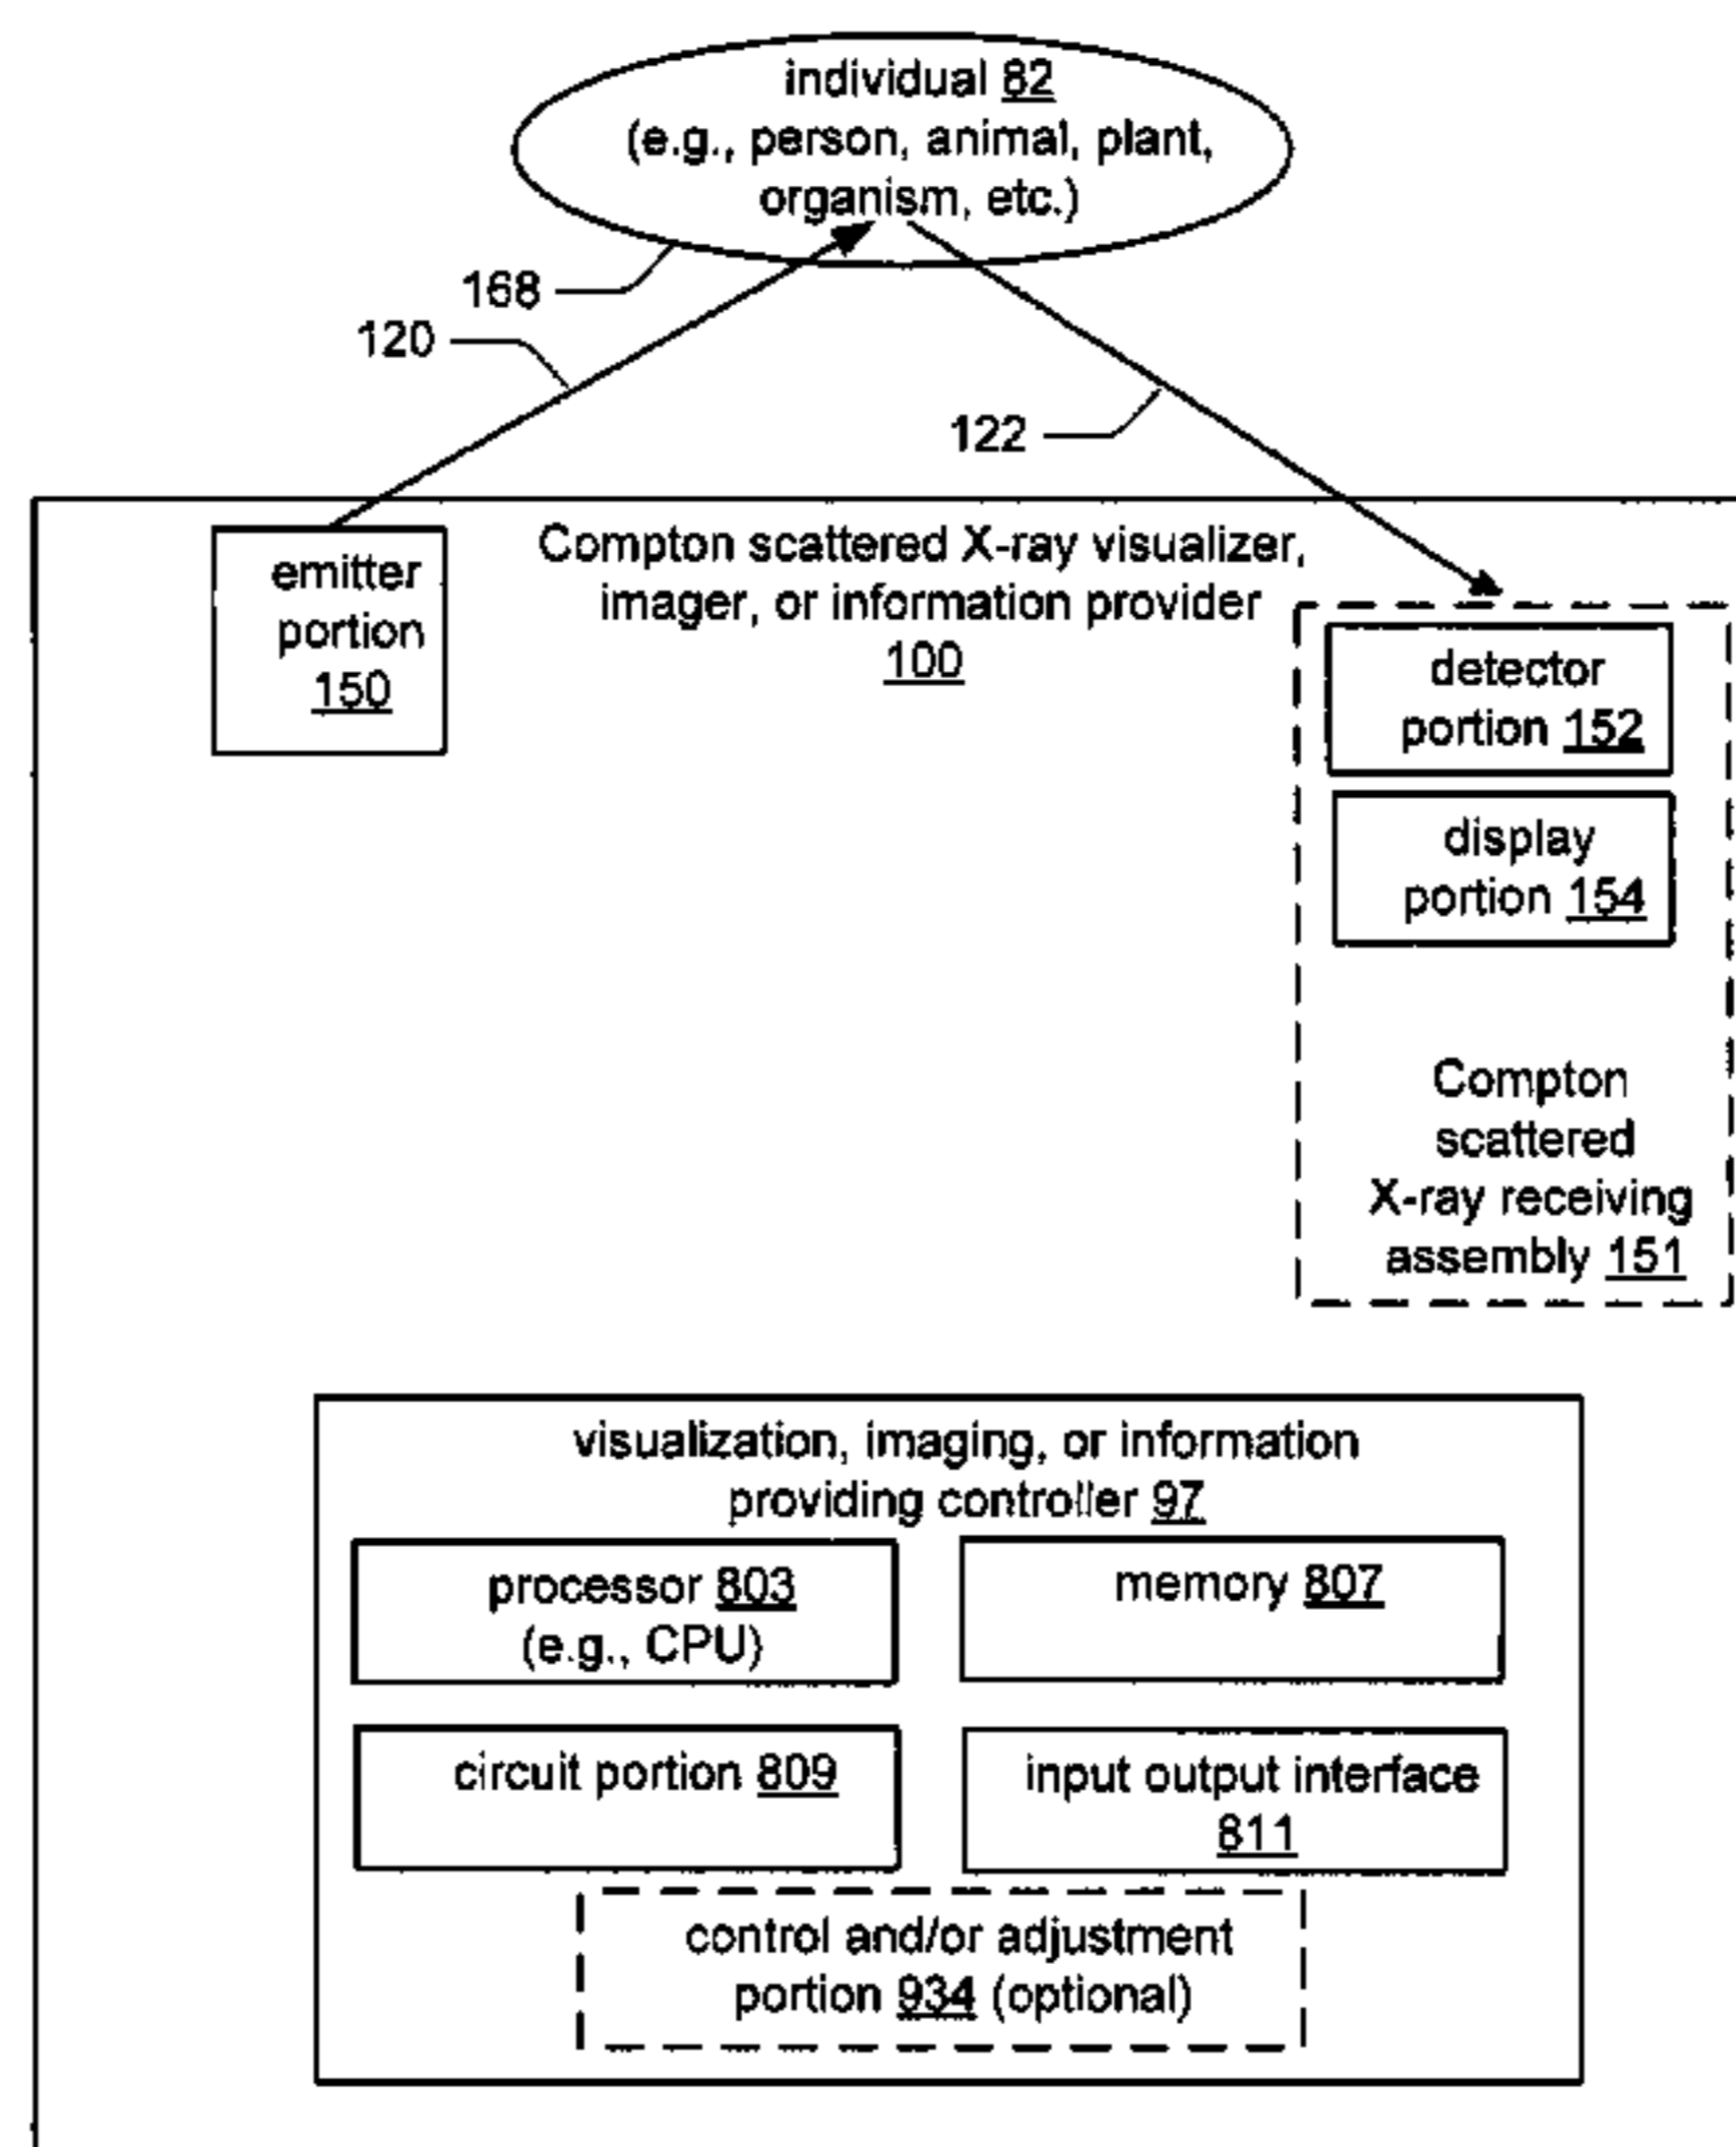 individual 82
(e.g., person, animal, plant,
organism, etc.)
168
120
122
emitter
portion
150
Compton scattered X-ray visualizer,
imager, or information provider
100
detector
portion 152
display
portion 154
Compton
scattered
X-ray receiving
assembly 151
visualization, imaging, or information
providing controller 97
processor 803
(e.g., CPU)
memory 807
circuit portion 809
input output interface
811
control and/or adjustment
portion 934 (optional)